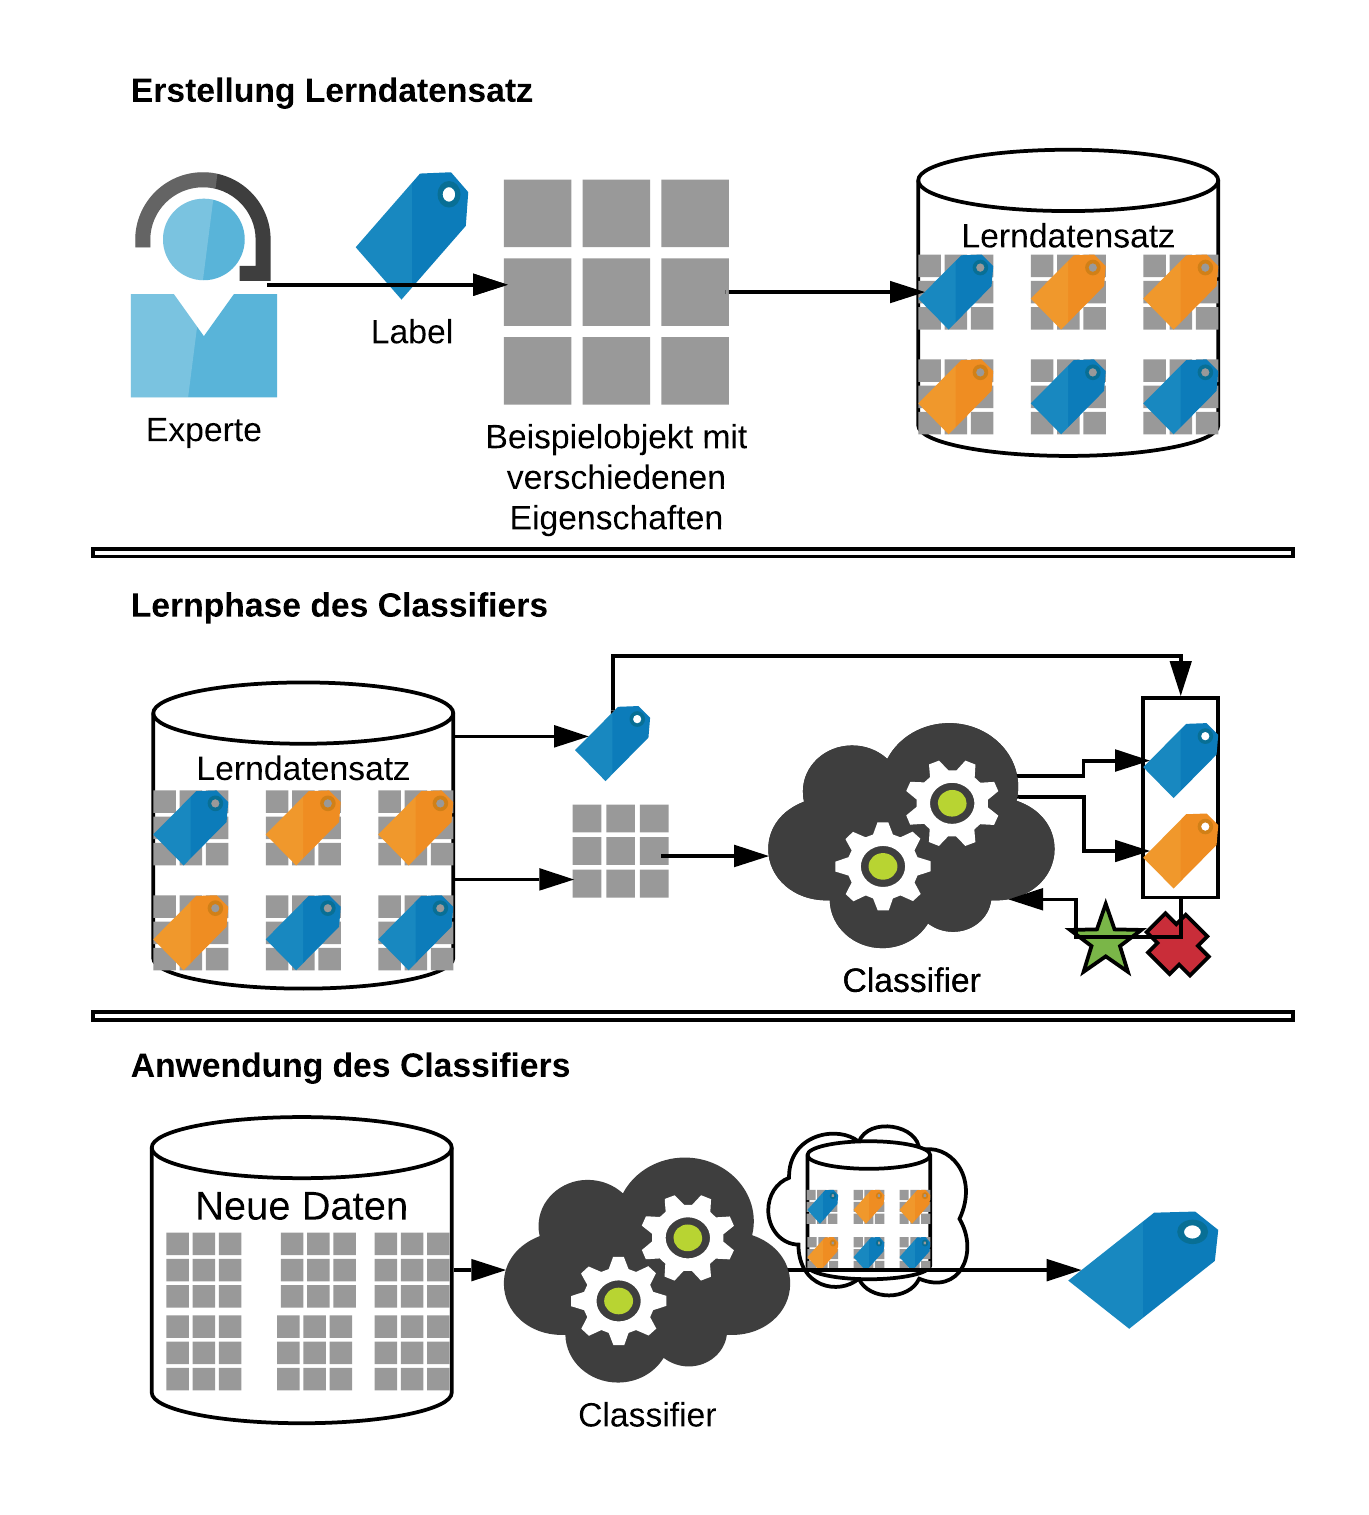 Erstellung Lerndatensatz
Lerndatensatz
Label
Experte
Beispielobjekt mit
verschiedenen
Eigenschaften
Lernphase des Classifiers
Lerndatensatz
Classifier
Anwendung des Classifiers
Neue Daten
Classifier